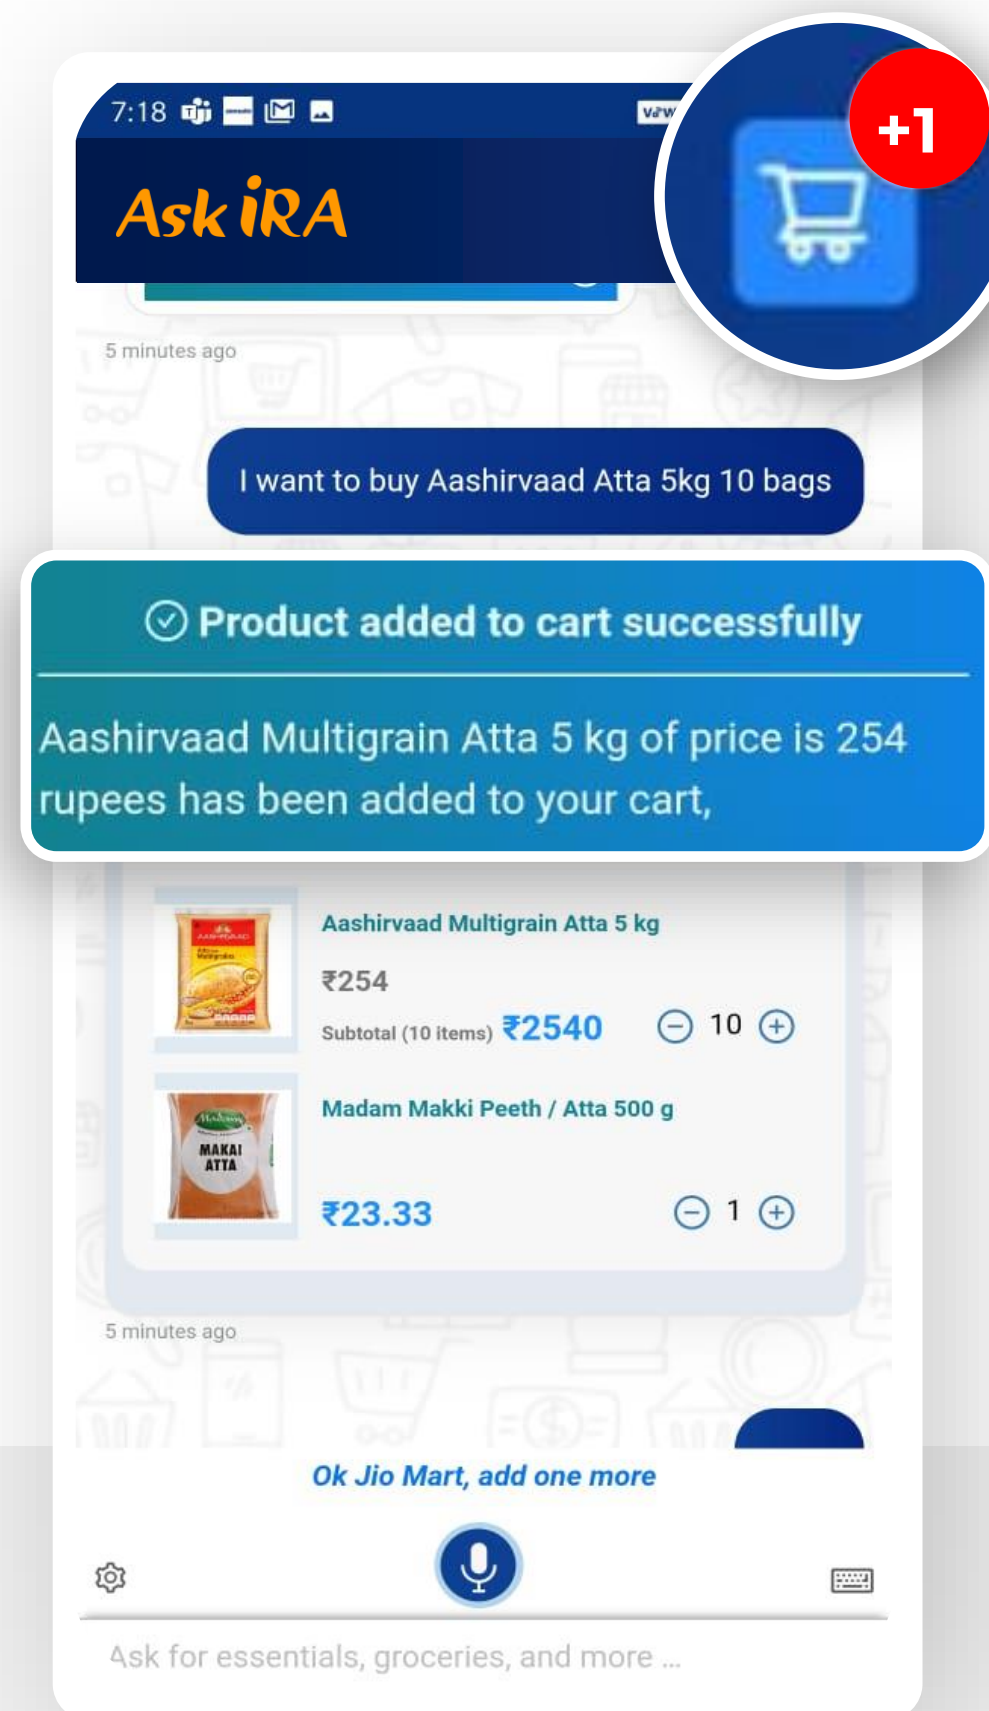 7:18
+1
Ask iRA
5 minutes ago
I want to buy Aashirvaad Atta 5kg 10 bags
Product added to cart successfully
Aashirvaad Multigrain Atta 5 kg of price is 254
rupees has been added to your cart,
AASHIRVAAD
Multigrains
Aashirvaad Multigrain Atta 5 kg
₹254
Subtotal (10 items) ₹2540
10
Madam
MAKAI
ATTA
Madam Makki Peeth / Atta 500 g
₹23.33
1
5 minutes ago
Ok Jio Mart, add one more
Ask for essentials, groceries, and more ...